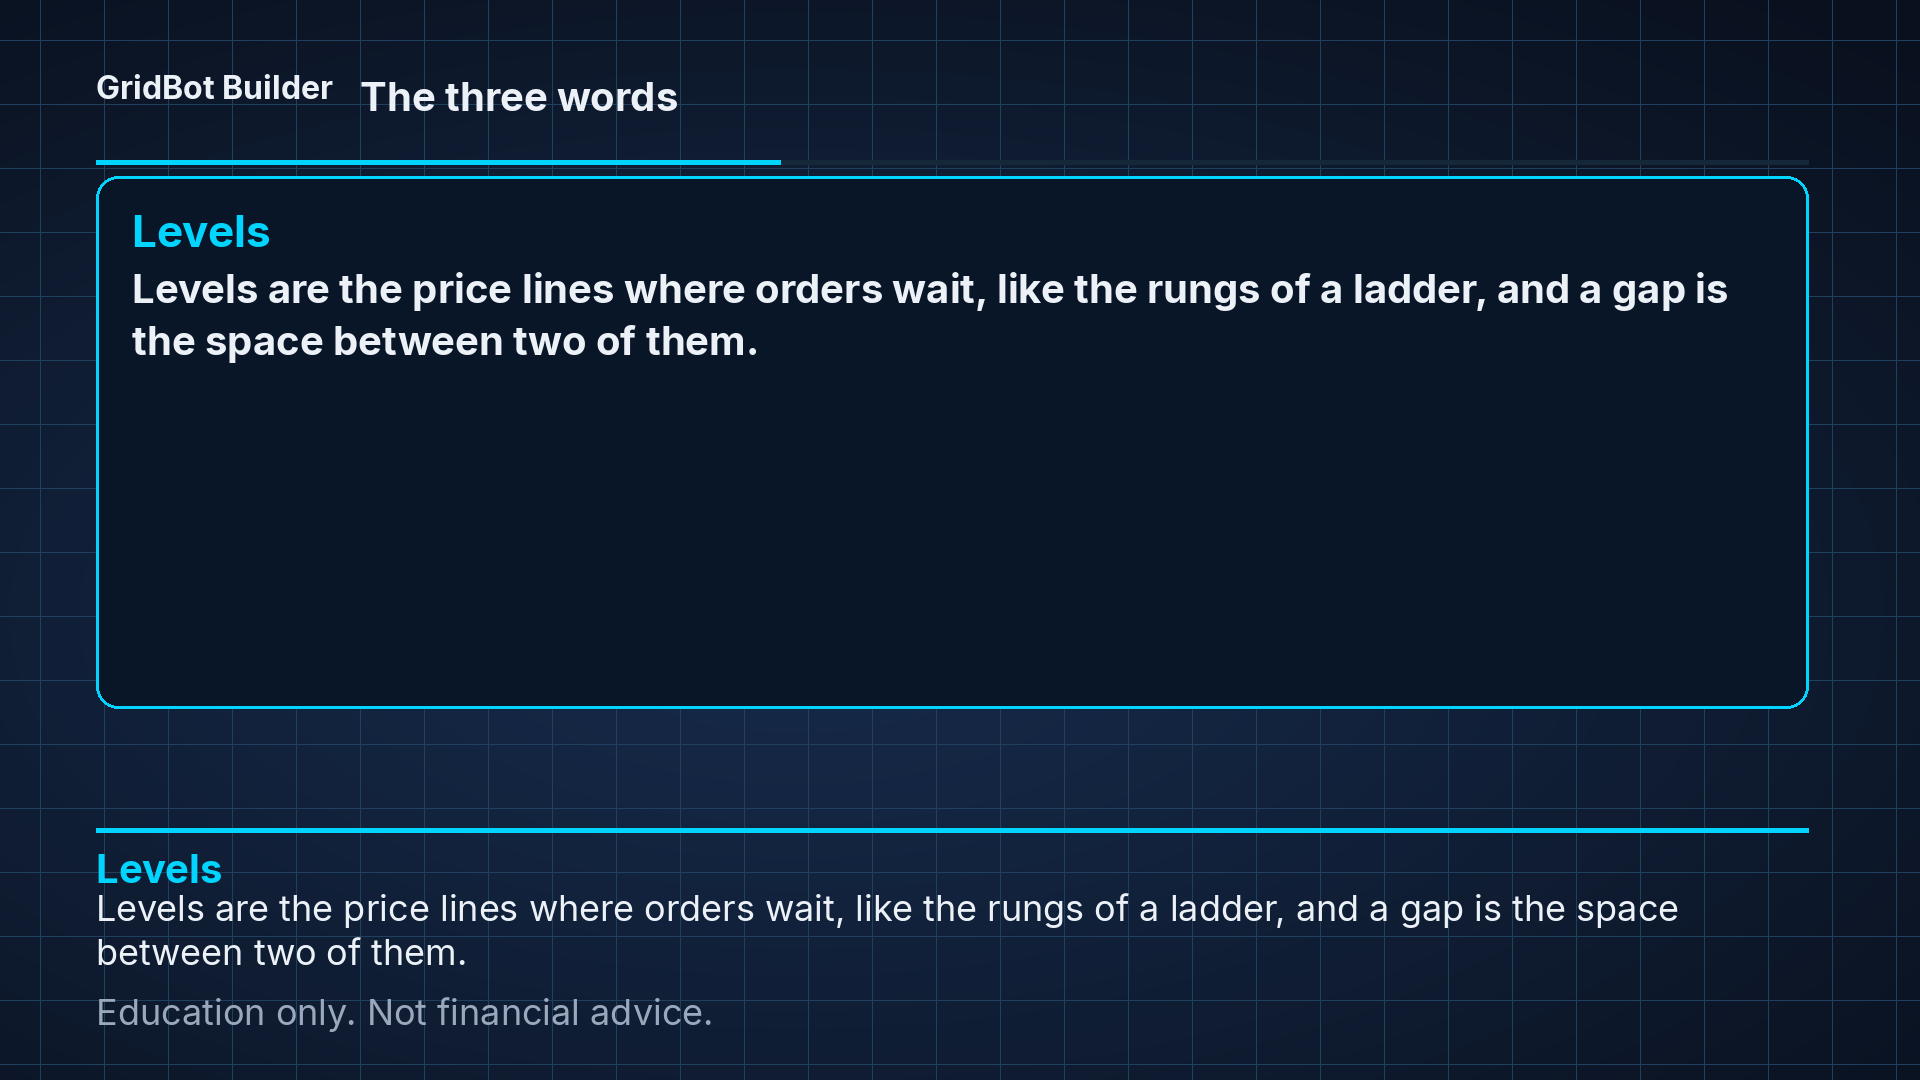 GridBot Builder
The three words
Levels
Levels are the price lines where orders wait, like the rungs of a ladder, and a gap is
the space between two of them.
Levels
Levels are the price lines where orders wait, like the rungs of a ladder, and a gap is the space
between two of them.
Education only. Not financial advice.